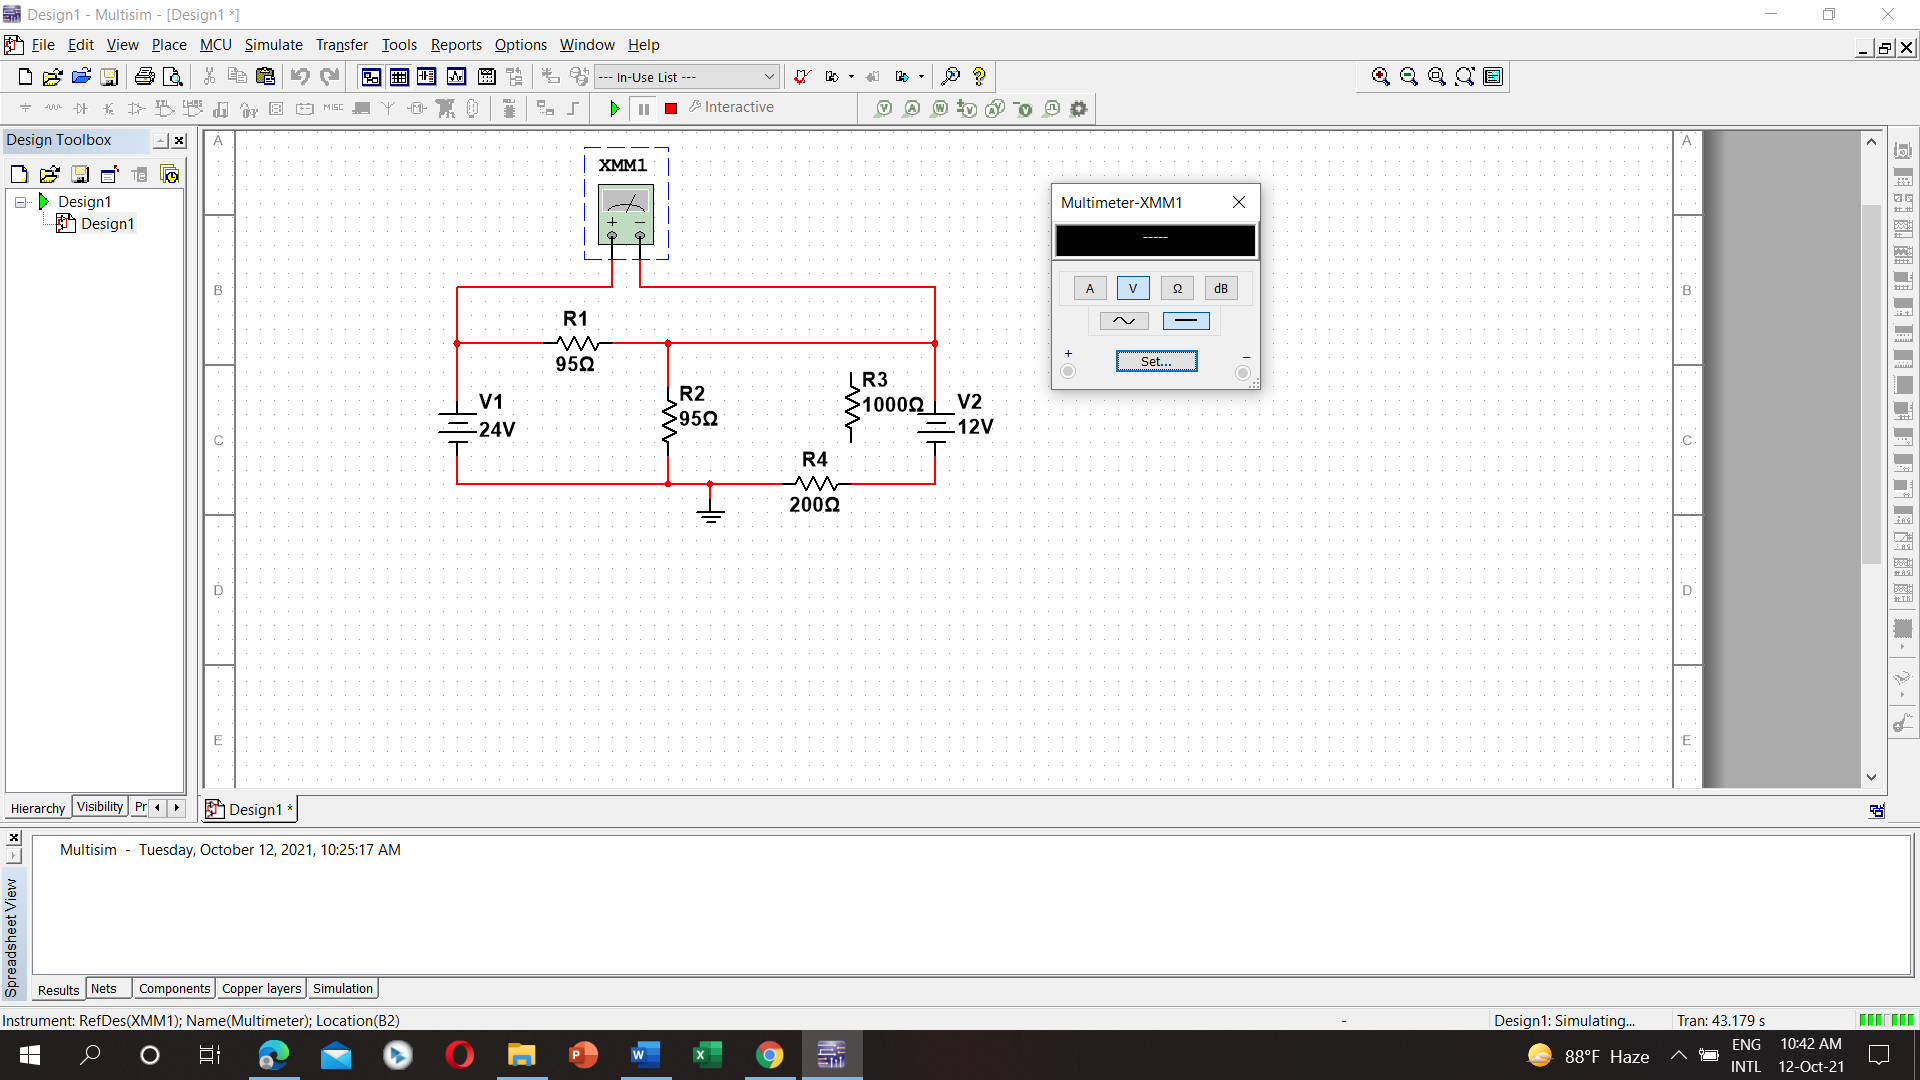 Design1 - Multisim - [Design1 *]
File Edit View Place MCU Simulate Transfer Tools Reports Options Window Help
--- In-Use List ---
MISC Interactive
Design Toolbox
Design1
Design1
Hierarchy Visibility Pr
A A
B B
C C
D D
E E
XMM1
R1
95Ω
V1
24V
R2
95Ω
R3
1000Ω
V2
12V
R4
200Ω
Multimeter-XMM1
-----
A V Ω dB
+ −
Set...
Design1 *
Multisim - Tuesday, October 12, 2021, 10:25:17 AM
Spreadsheet View
Results Nets Components Copper layers Simulation
Instrument: RefDes(XMM1); Name(Multimeter); Location(B2) - Design1: Simulating... Tran: 43.179 s
88°F Haze
ENG
INTL
10:42 AM
12-Oct-21